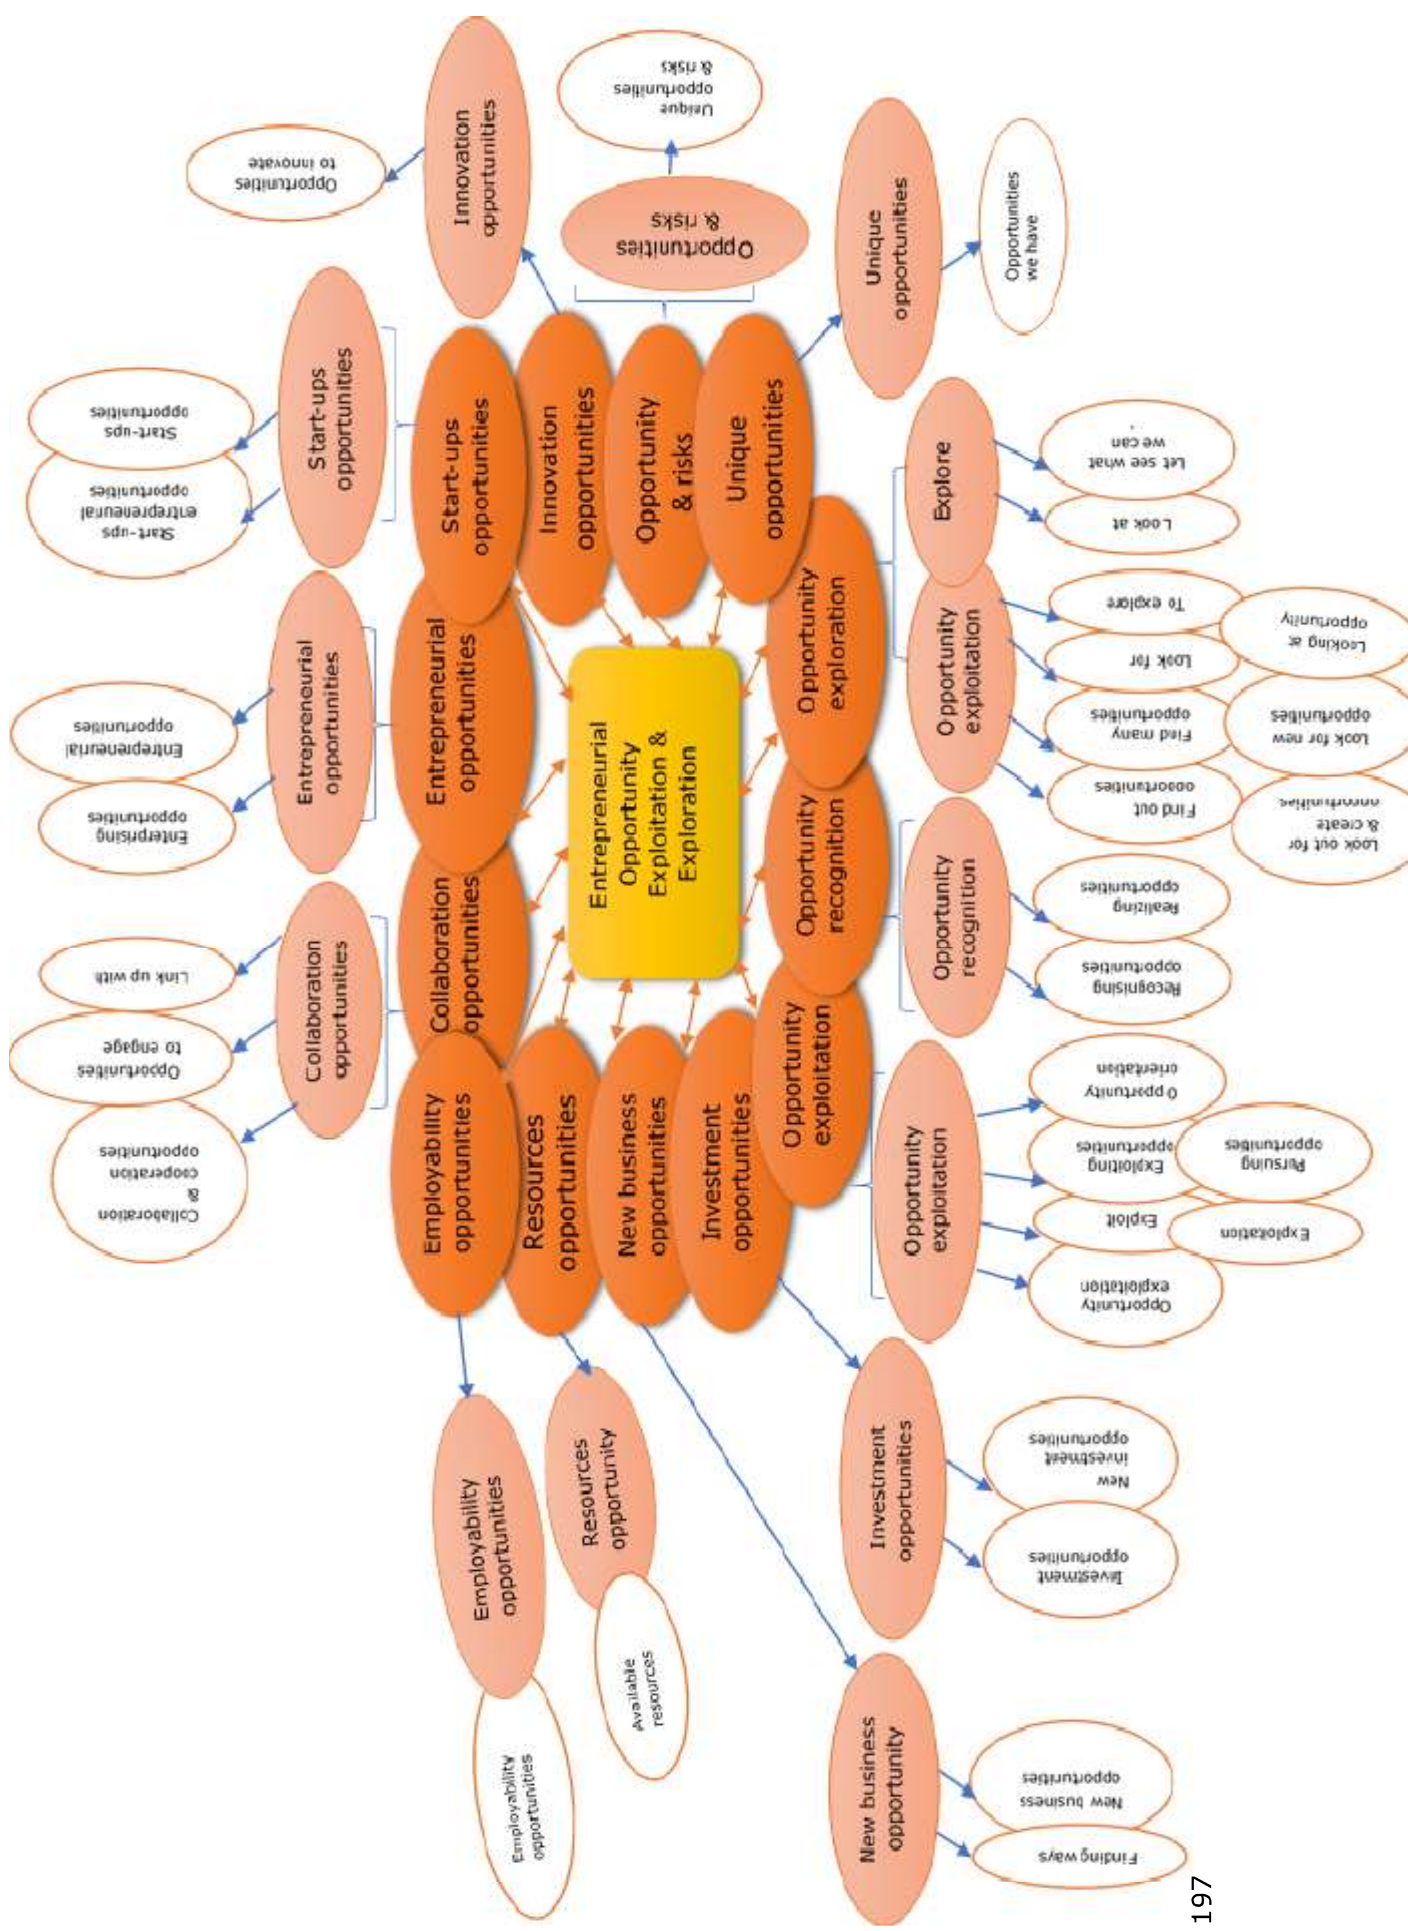 Entrepreneurial
Opportunity
Exploitation &
Exploration
Employability
opportunities
Collaboration
opportunities
Entrepreneurial
opportunities
Start-ups
opportunities
Innovation
opportunities
Opportunity
& risks
Unique
opportunities
Opportunity
exploration
Opportunity
recognition
Opportunity
exploitation
Investment
opportunities
New business
opportunities
Resources
opportunities
Collaboration
opportunities
Collaboration
&
cooperation
opportunities
Opportunities
to engage
Link up with
Entrepreneurial
opportunities
Enterprising
opportunities
Entrepreneurial
opportunities
Start-ups
opportunities
Start-ups
entrepreneurial
opportunities
Start-ups
opportunities
Innovation
opportunities
Opportunities
to innovate
Opportunities
& risks
Unique
opportunities
& risks
Unique
opportunities
Opportunities
we have
Explore
Let see what
we can
Look at
Opportunity
exploitation
To explore
Look for
Find many
opportunities
Find out
opportunities
Looking at
opportunity
Look for new
opportunities
Look out for
& create
opportunities
Opportunity
recognition
Realizing
opportunities
Recognising
opportunities
Opportunity
exploitation
Opportunity
orientation
Exploiting
opportunities
Exploit
Opportunity
exploitation
Pursuing
opportunities
Exploitation
Investment
opportunities
New
investment
opportunities
Investment
opportunities
New business
opportunity
New business
opportunities
Finding ways
Resources
opportunity
Available
resources
Employability
opportunities
Employability
opportunities
197